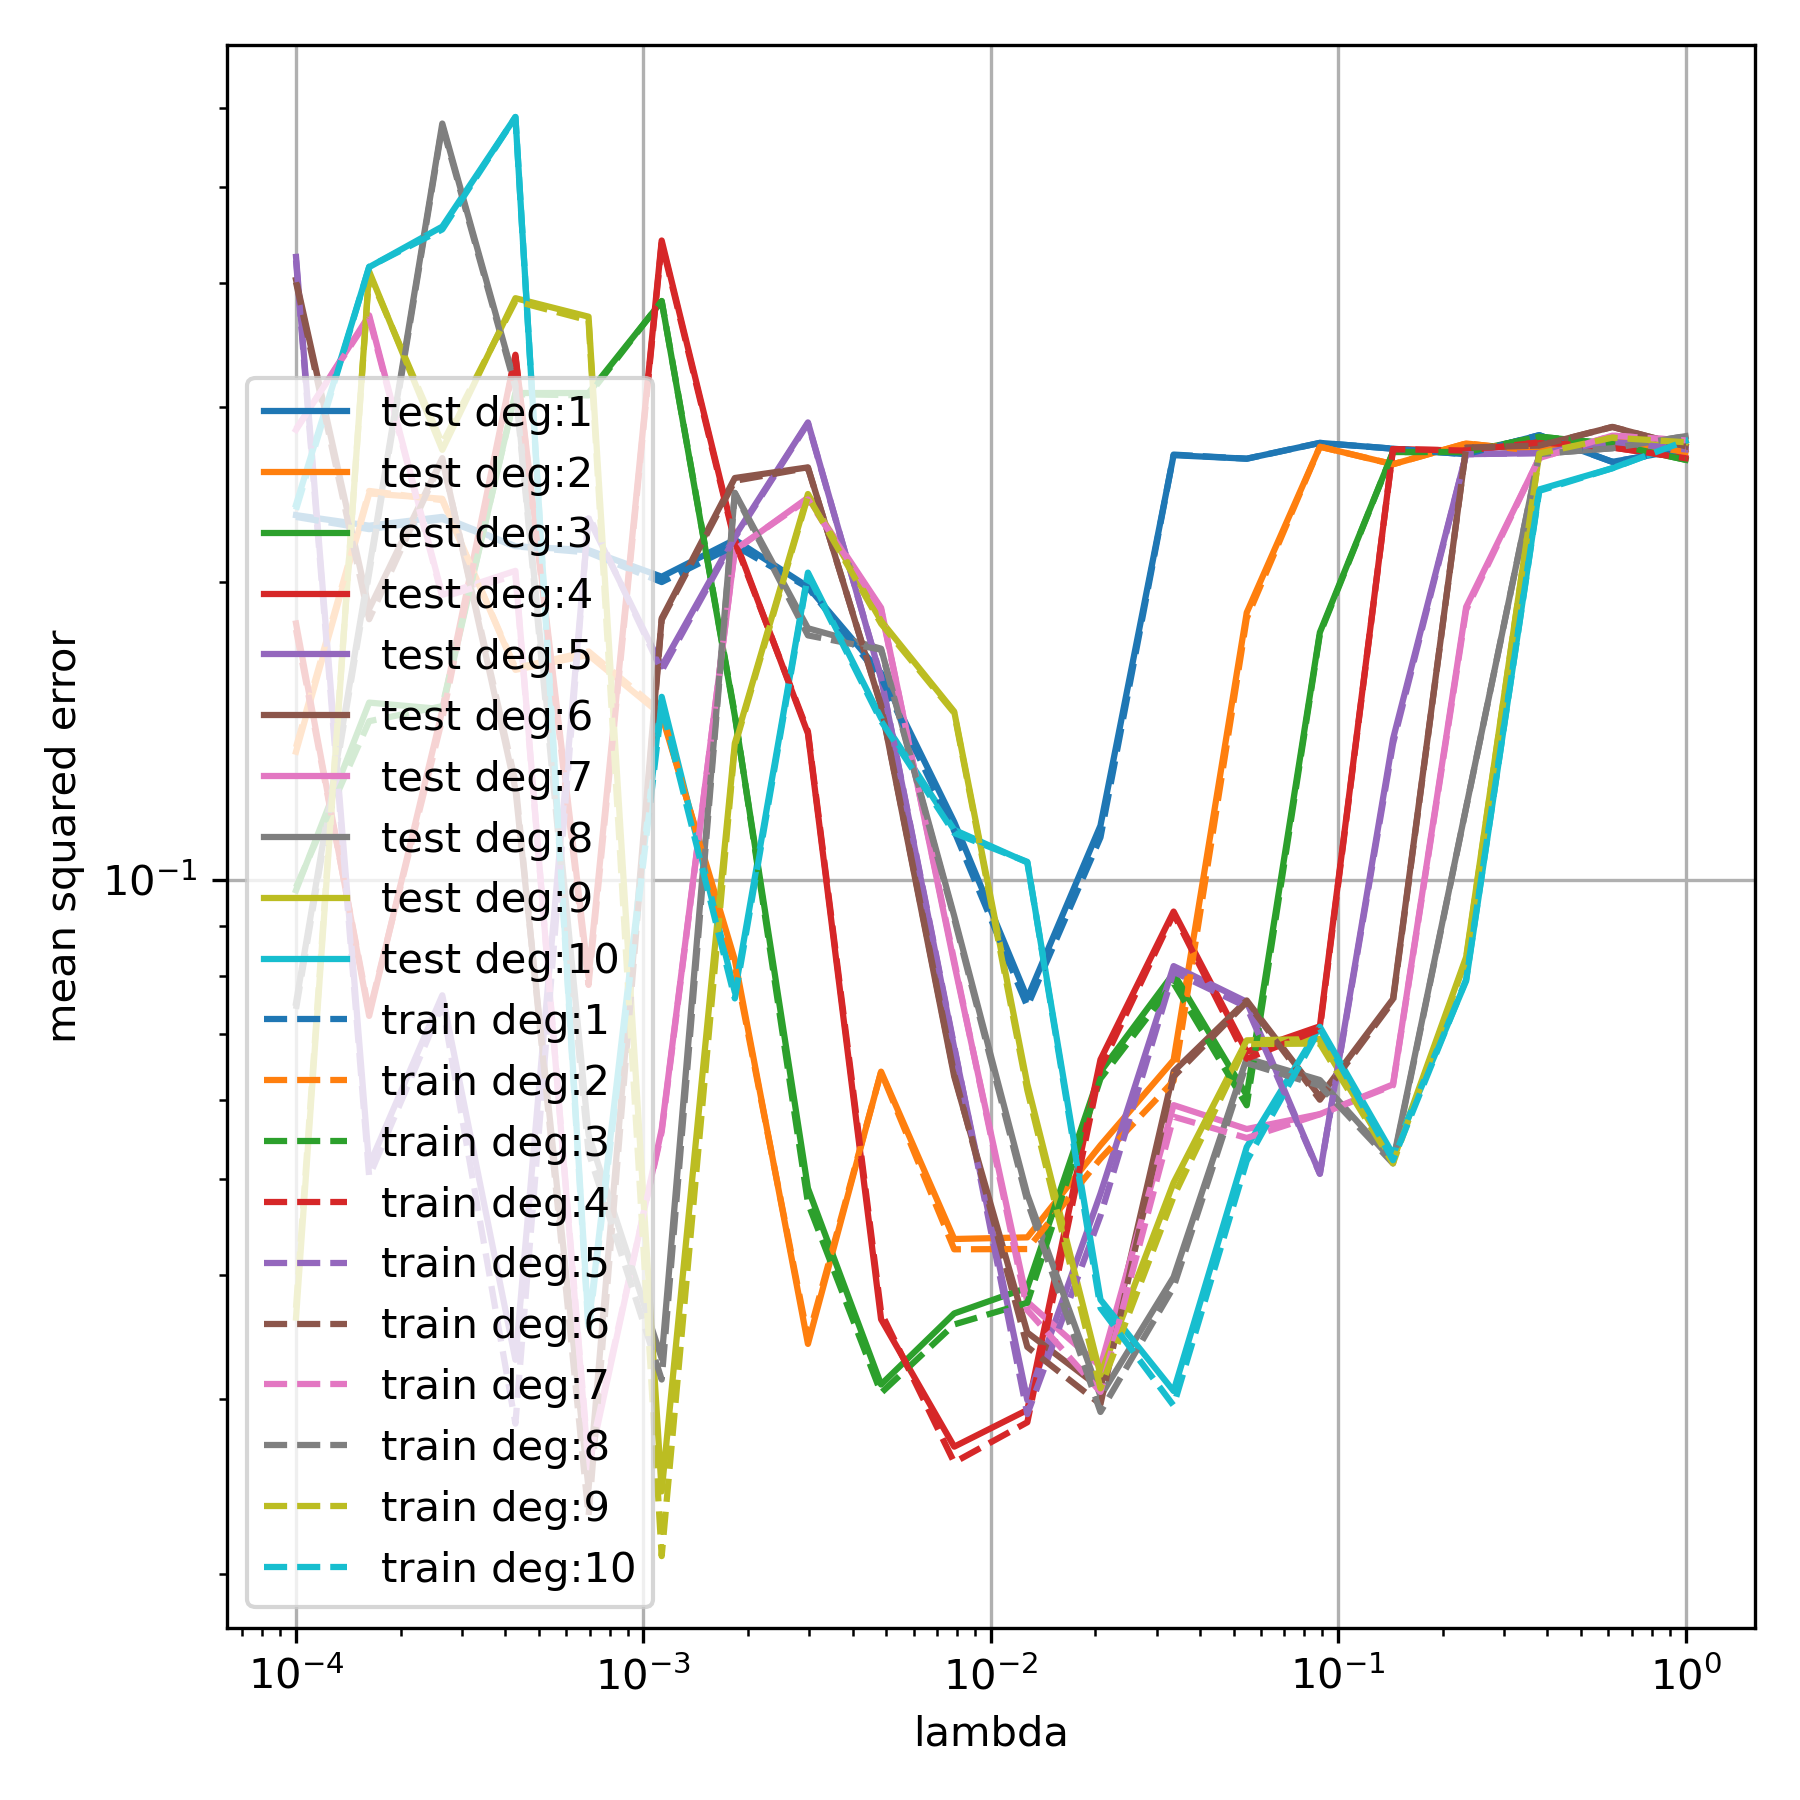 mean squared error
10⁻¹
test deg:1
test deg:2
test deg:3
test deg:4
test deg:5
test deg:6
test deg:7
test deg:8
test deg:9
test deg:10
train deg:1
train deg:2
train deg:3
train deg:4
train deg:5
train deg:6
train deg:7
train deg:8
train deg:9
train deg:10
10⁻⁴ 10⁻³ 10⁻² 10⁻¹ 10⁰
lambda